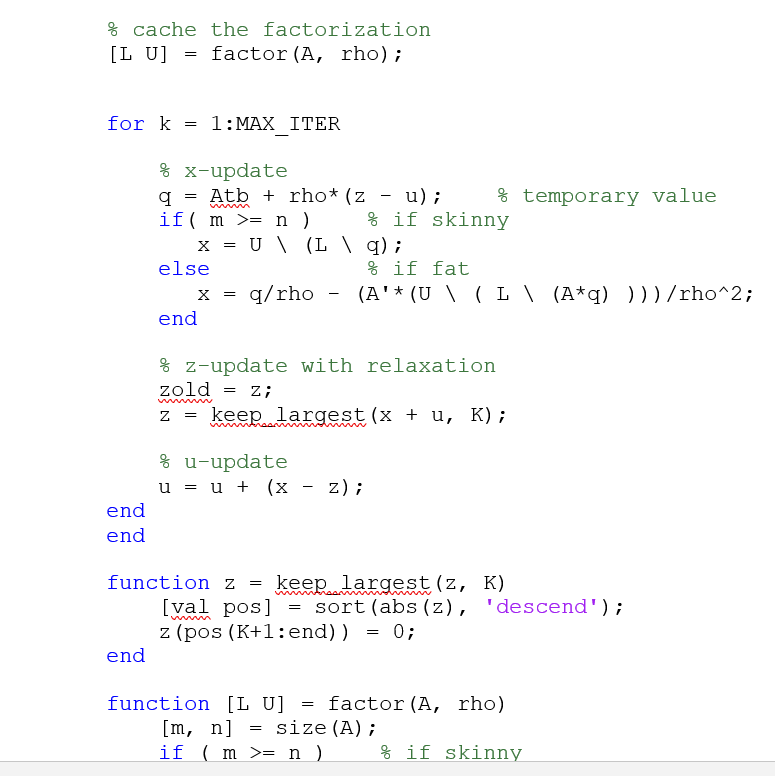 % cache the factorization
[L U] = factor(A, rho);
for k = 1:MAX_ITER
% x-update
q = Atb + rho*(z - u);    % temporary value
if( m >= n )    % if skinny
x = U \ (L \ q);
else            % if fat
x = q/rho - (A'*(U \ ( L \ (A*q) )))/rho^2;
end
% z-update with relaxation
zold = z;
z = keep_largest(x + u, K);
% u-update
u = u + (x - z);
end
end
function z = keep_largest(z, K)
[val pos] = sort(abs(z), 'descend');
z(pos(K+1:end)) = 0;
end
function [L U] = factor(A, rho)
[m, n] = size(A);
if ( m >= n )    % if skinny